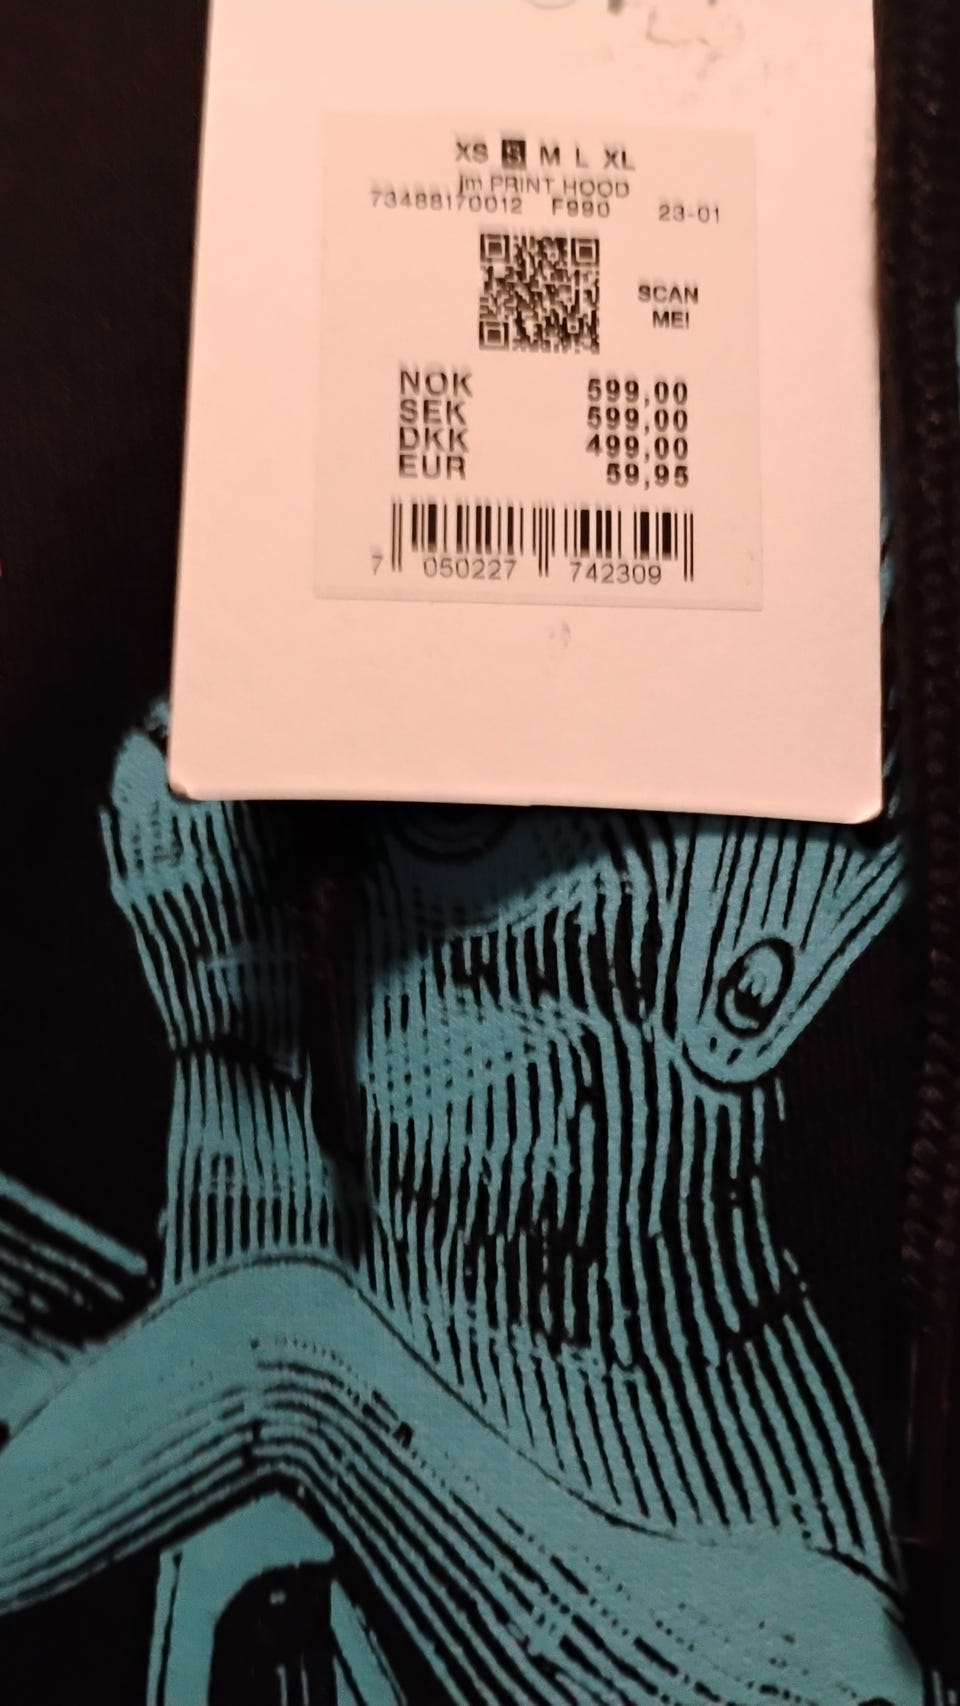 XS S M L XL
jm PRINT HOOD
73488170012 F990 23-01
SCAN
ME!
NOK 599,00
SEK 599,00
DKK 499,00
EUR 59,95
7 050227 742309